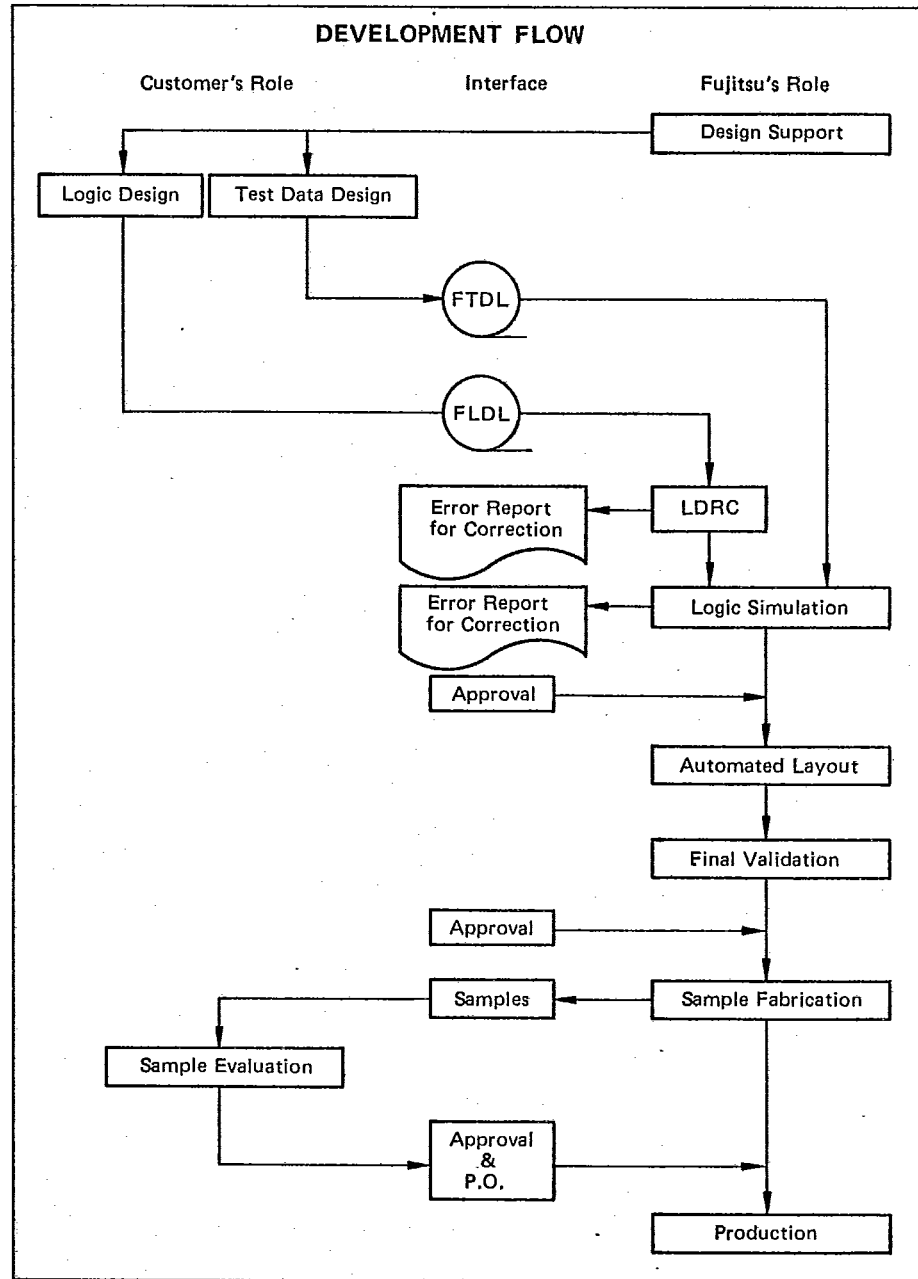 DEVELOPMENT FLOW
Customer's Role
Interface
Fujitsu's Role
Design Support
Logic Design
Test Data Design
FTDL
FLDL
LDRC
Error Report
for Correction
Error Report
for Correction
Logic Simulation
Approval
Automated Layout
Final Validation
Approval
Samples
Sample Fabrication
Sample Evaluation
Approval
&
P.O.
Production